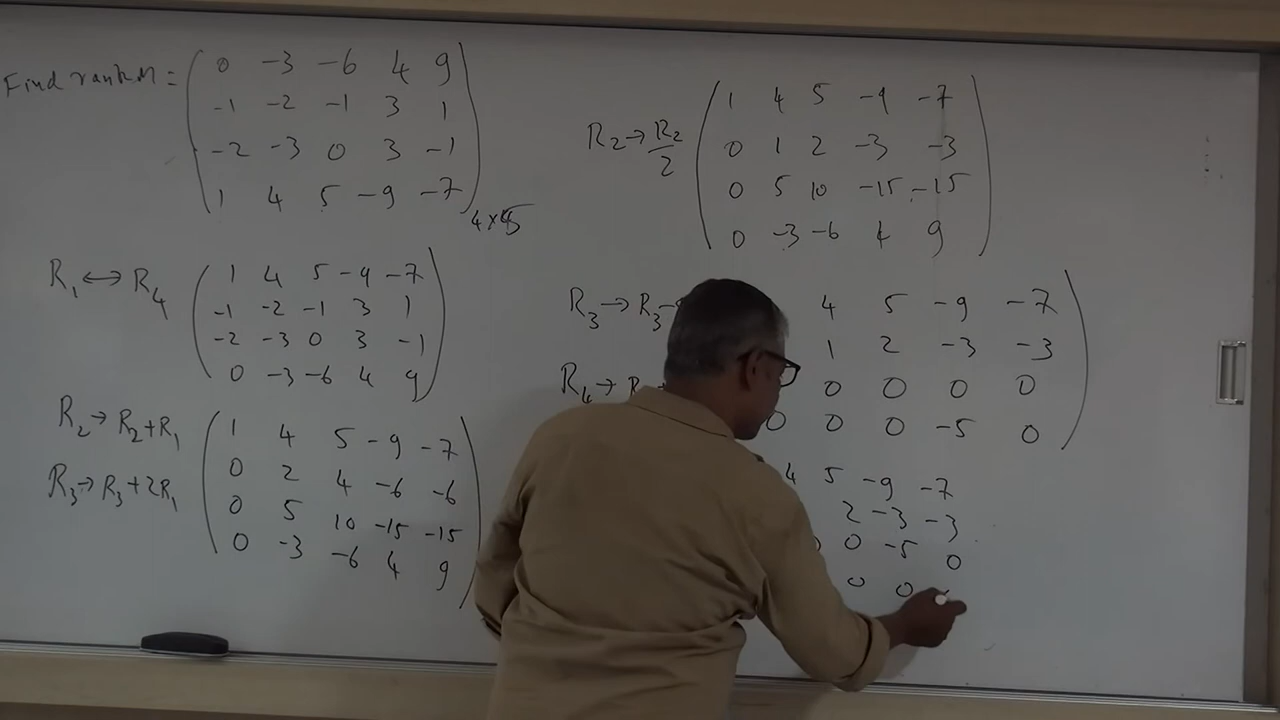 Find rank M = 0 -3 -6 4 9
-1 -2 -1 3 1
-2 -3 0 3 -1
1 4 5 -9 -7
4×5
R1 ↔ R4 1 4 5 -9 -7
-1 -2 -1 3 1
-2 -3 0 3 -1
0 -3 -6 4 9
R2 → R2+R1 1 4 5 -9 -7
0 2 4 -6 -6
R3 → R3+2R1 0 5 10 -15 -15
0 -3 -6 4 9
R2 → R2/2 1 4 5 -9 -7
0 1 2 -3 -3
0 5 10 -15 -15
0 -3 -6 4 9
R3 → R3- 4 5 -9 -7
1 2 -3 -3
R4 → 0 0 0 0
0 0 0 -5 0
4 5 -9 -7
2 -3 -3
0 0 -5 0
0 0